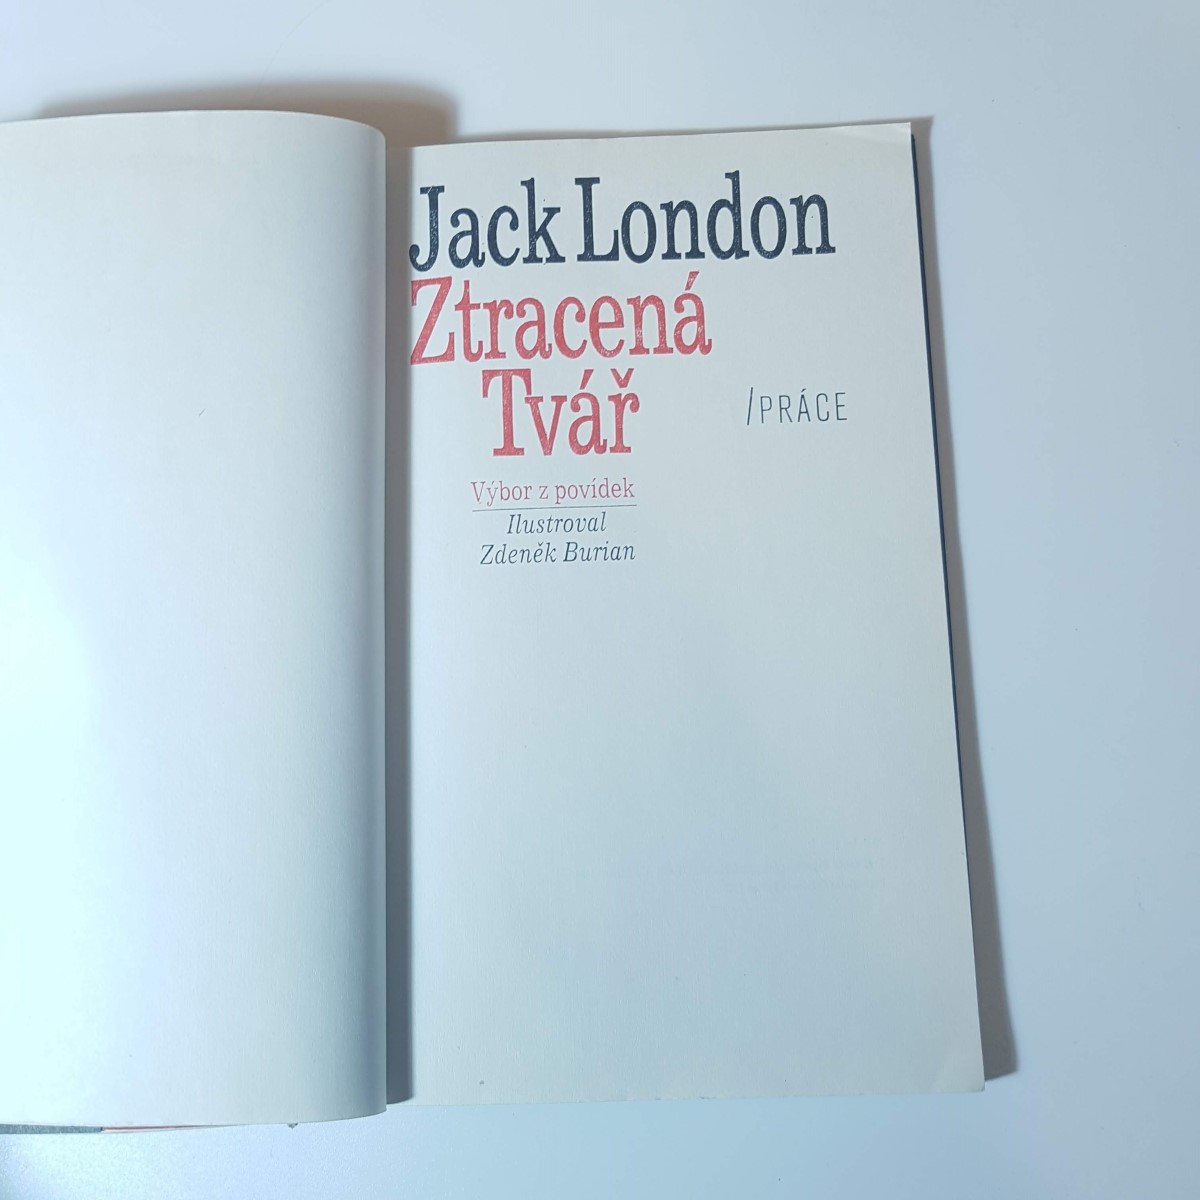 Jack London
Ztracená
Tvář
/PRÁCE
Výbor z povídek
Ilustroval
Zdeněk Burian